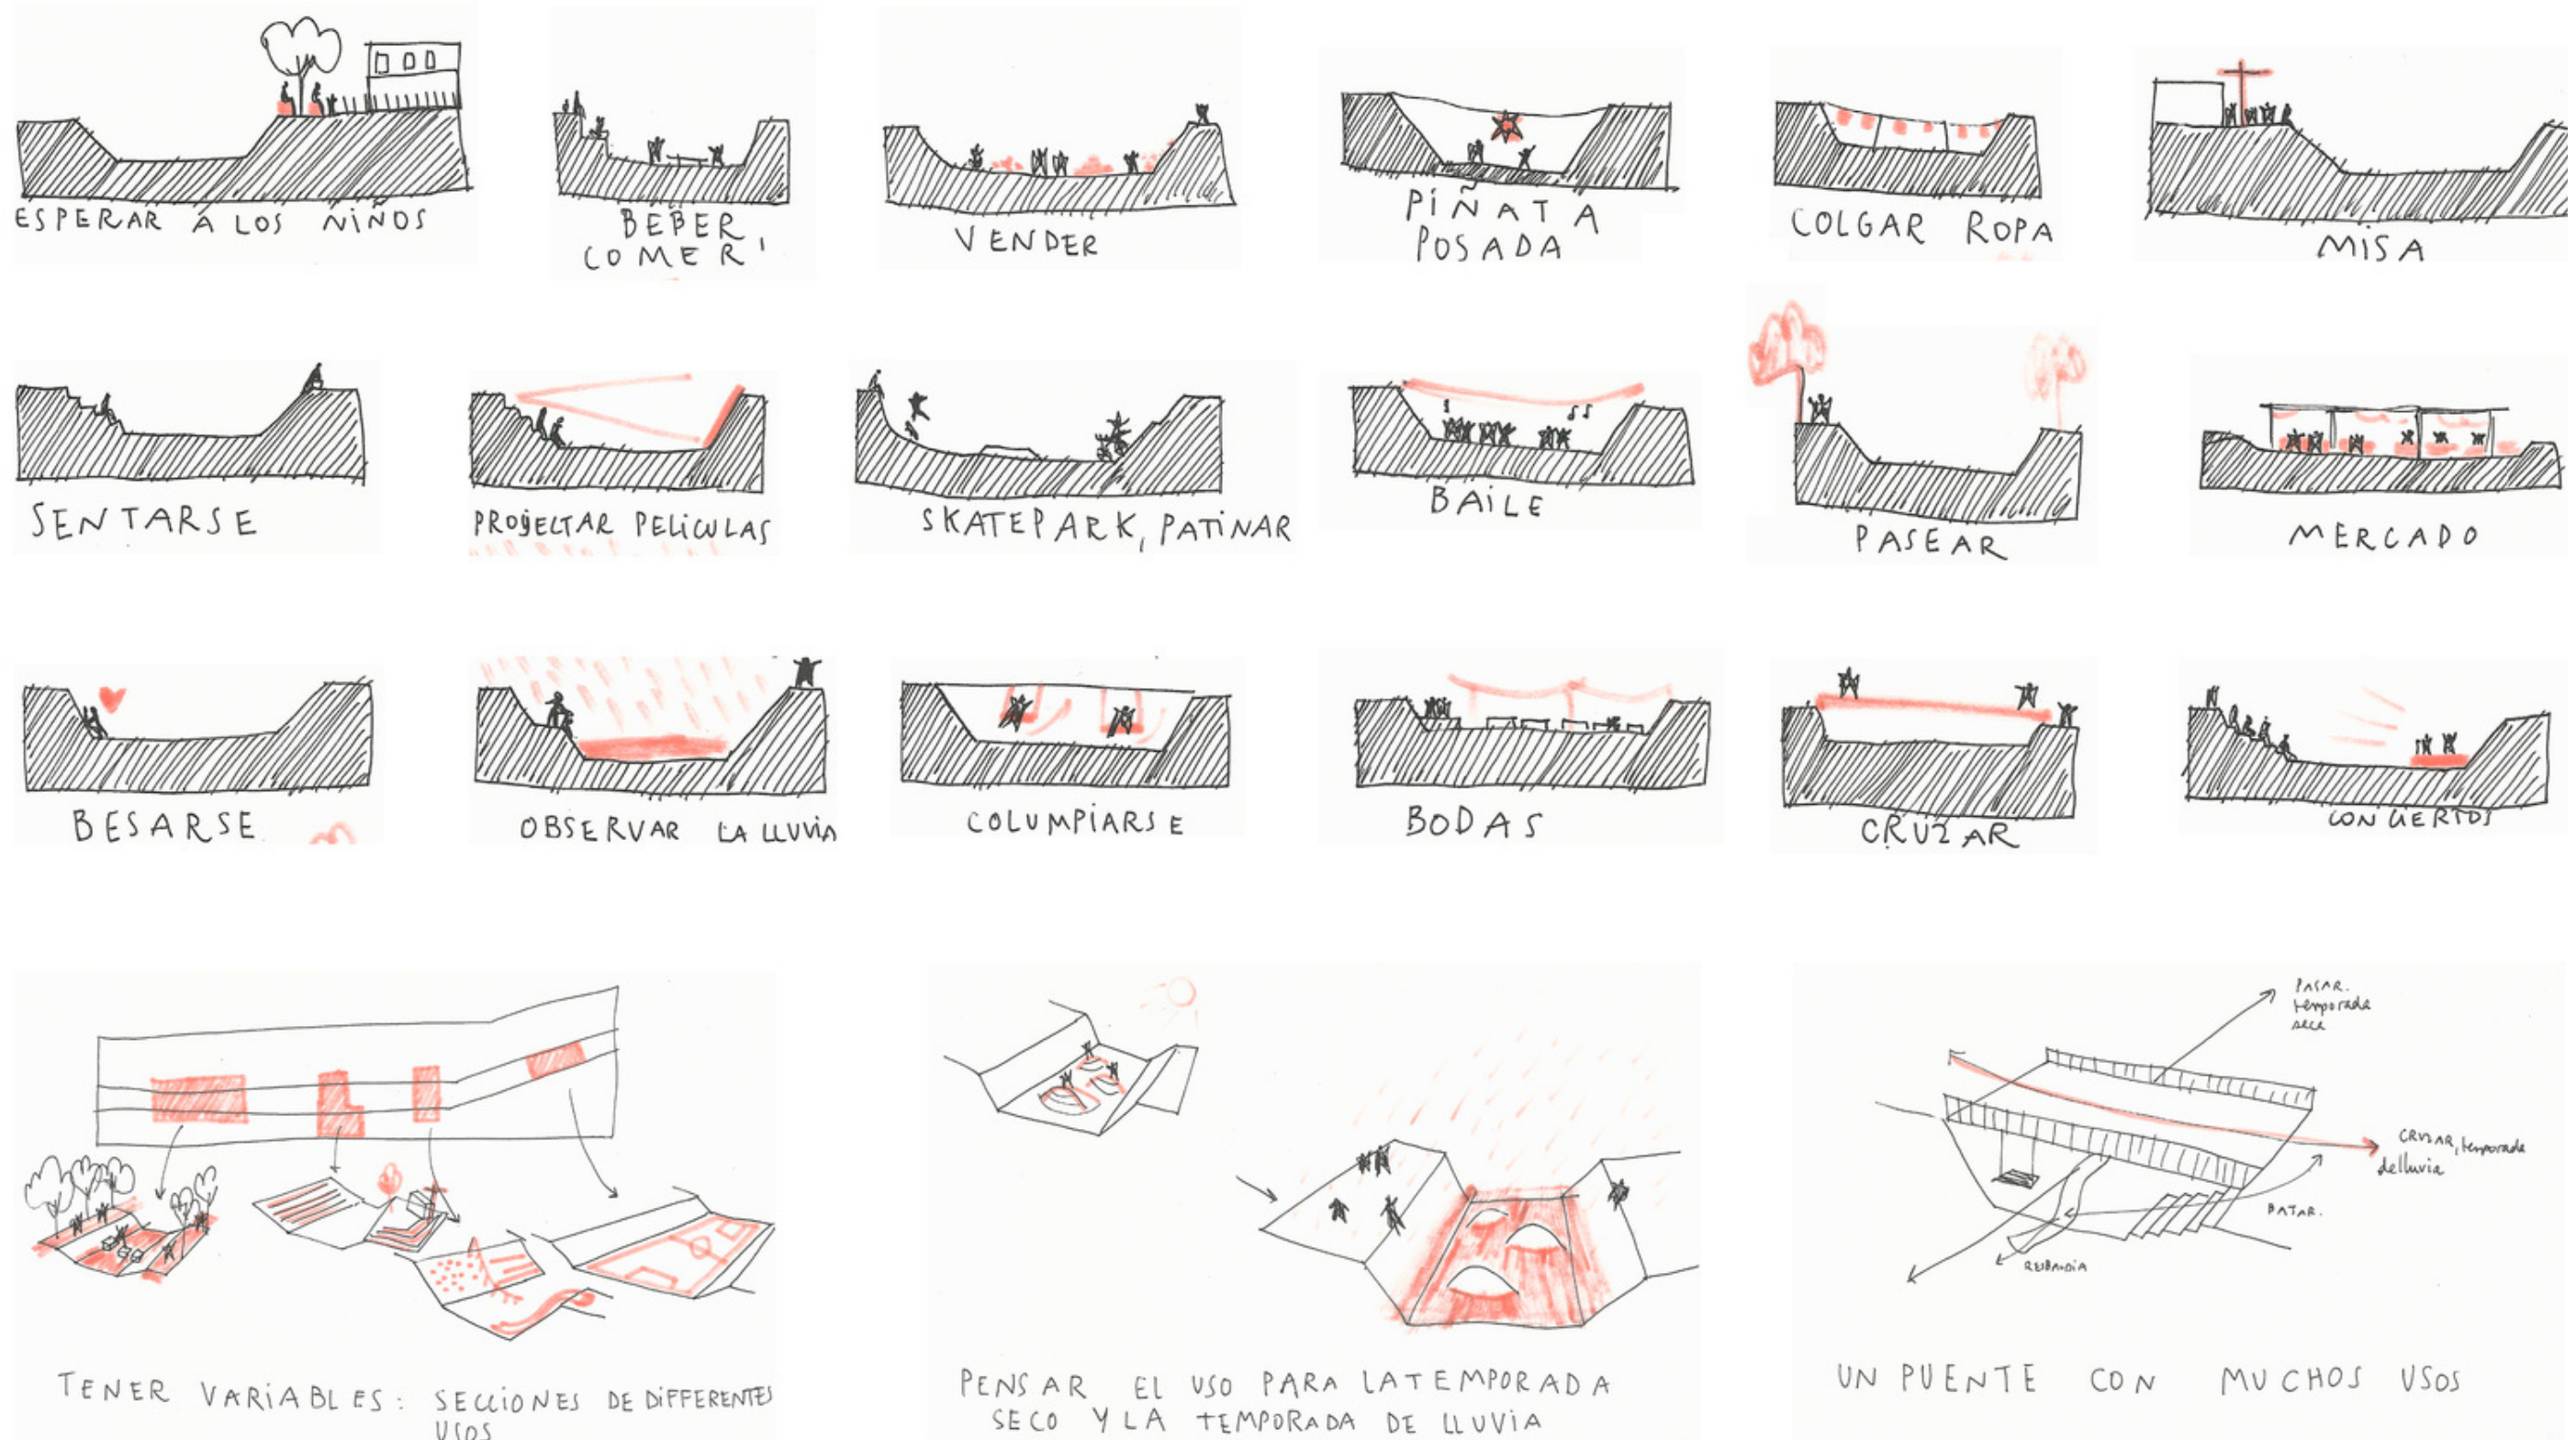 ESPERAR A LOS NIÑOS
BEBER
COMER
VENDER
PIÑATA
POSADA
COLGAR ROPA
MISA
SENTARSE
PROYECTAR PELICULAS
SKATEPARK, PATINAR
BAILE
PASEAR
MERCADO
BESARSE
OBSERVAR LA LLUVIA
COLUMPIARSE
BODAS
CRUZAR
CONCIERTOS
PASAR.
temporada
seca
CRUZAR, temporada
de lluvia
TENER VARIABLES: SECCIONES DE DIFFERENTES
USOS
PENSAR EL USO PARA LA TEMPORADA
SECO Y LA TEMPORADA DE LLUVIA
UN PUENTE CON MUCHOS USOS